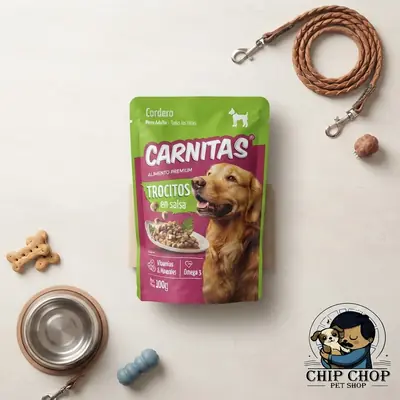 Cordero
CARNITAS
ALIMENTO PREMIUM
TROCITOS
en salsa
Vitaminas
& Minerales
Omega 3
100g
CHIP CHOP
PET SHOP